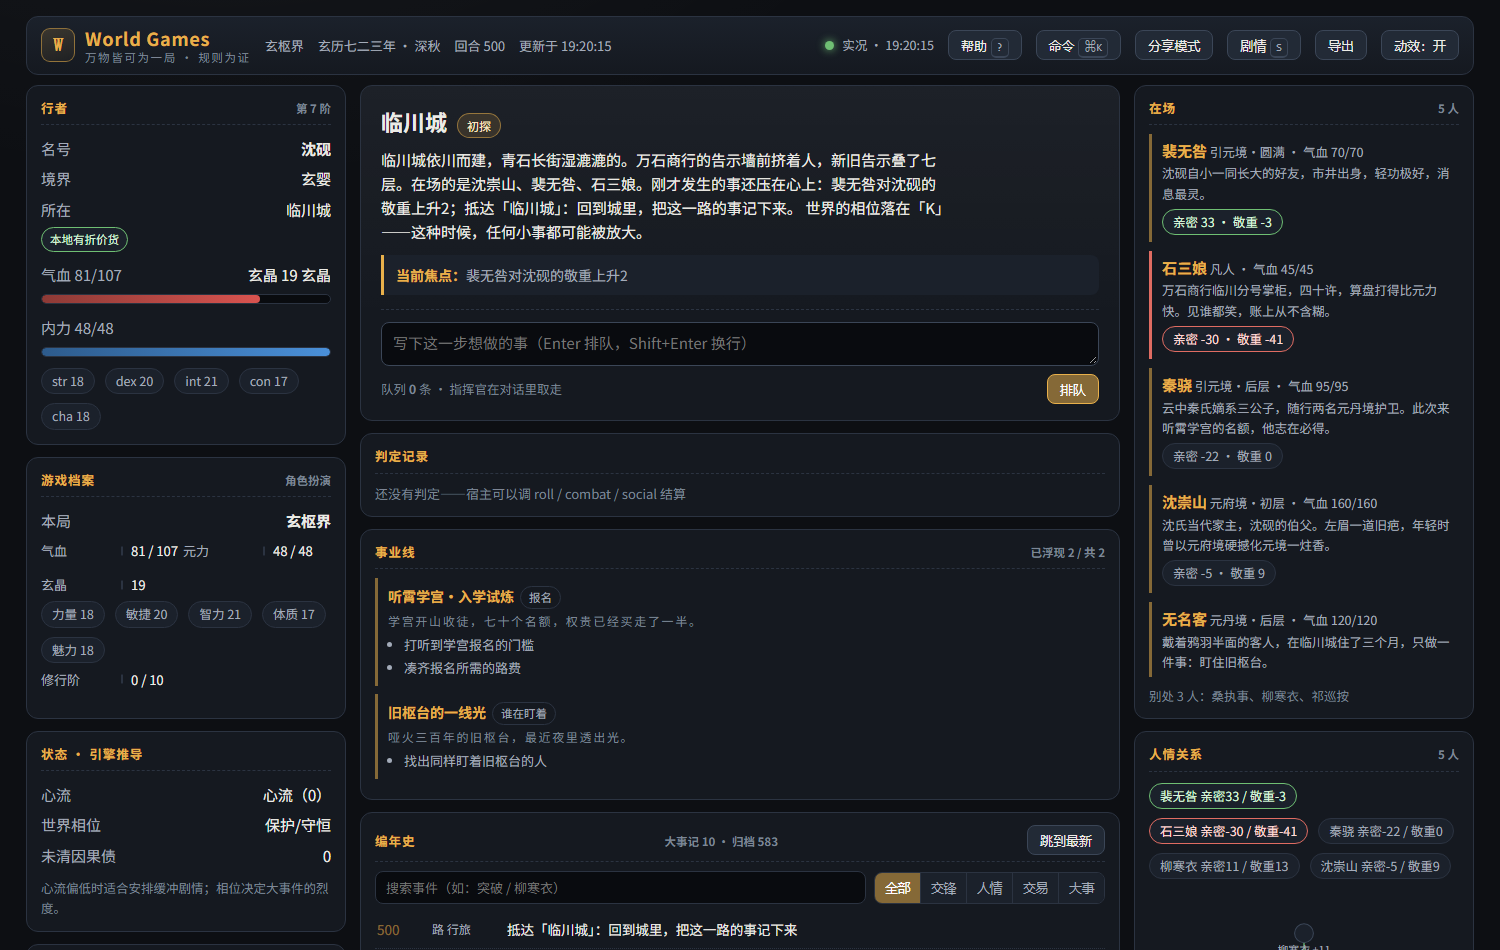 W
World Games
万物皆可为一局 · 规则为证
玄枢界 玄历七二三年 · 深秋 回合 500 更新于 19:20:15
实况 · 19:20:15
帮助 ?
命令 ⌘K
分享模式
剧情 S
导出
动效：开
行者 第 7 阶
名号 沈砚
境界 玄婴
所在 临川城
本地有折价货
气血 81/107 玄晶 19 玄晶
内力 48/48
str 18 dex 20 int 21 con 17
cha 18
游戏档案 角色扮演
本局 玄枢界
气血 81 / 107 元力 48 / 48
玄晶 19
力量 18 敏捷 20 智力 21 体质 17
魅力 18
修行阶 0 / 10
状态 · 引擎推导
心流 心流（0）
世界相位 保护/守恒
未清因果债 0
心流偏低时适合安排缓冲剧情；相位决定大事件的烈
度。
临川城 初探
临川城依川而建，青石长街湿漉漉的。万石商行的告示墙前挤着人，新旧告示叠了七
层。在场的是沈崇山、裴无咎、石三娘。刚才发生的事还压在心上：裴无咎对沈砚的
敬重上升2；抵达「临川城」：回到城里，把这一路的事记下来。 世界的相位落在「K」
——这种时候，任何小事都可能被放大。
当前焦点：裴无咎对沈砚的敬重上升2
写下这一步想做的事（Enter 排队，Shift+Enter 换行）
队列 0 条 · 指挥官在对话里取走
排队
判定记录
还没有判定——宿主可以调 roll / combat / social 结算
事业线 已浮现 2 / 共 2
听霄学宫·入学试炼 报名
学宫开山收徒，七十个名额，权贵已经买走了一半。
• 打听到学宫报名的门槛
• 凑齐报名所需的路费
旧枢台的一线光 谁在盯着
哑火三百年的旧枢台，最近夜里透出光。
• 找出同样盯着旧枢台的人
编年史 大事记 10 · 归档 583 跳到最新
搜索事件（如：突破 / 柳寒衣）
全部 交锋 人情 交易 大事
500 路 行旅 抵达「临川城」：回到城里，把这一路的事记下来
在场 5 人
裴无咎 引元境·圆满 · 气血 70/70
沈砚自小一同长大的好友，市井出身，轻功极好，消
息最灵。
亲密 33 · 敬重 -3
石三娘 凡人 · 气血 45/45
万石商行临川分号掌柜，四十许，算盘打得比元力
快。见谁都笑，账上从不含糊。
亲密 -30 · 敬重 -41
秦骁 引元境·后层 · 气血 95/95
云中秦氏嫡系三公子，随行两名元丹境护卫。此次来
听霄学宫的名额，他志在必得。
亲密 -22 · 敬重 0
沈崇山 元府境·初层 · 气血 160/160
沈氏当代家主，沈砚的伯父。左眉一道旧疤，年轻时
曾以元府境硬撼化元境一炷香。
亲密 -5 · 敬重 9
无名客 元丹境·后层 · 气血 120/120
戴着鸦羽半面的客人，在临川城住了三个月，只做一
件事：盯住旧枢台。
别处 3 人：桑执事、柳寒衣、祁巡按
人情关系 5 人
裴无咎 亲密33 / 敬重-3
石三娘 亲密-30 / 敬重-41 秦骁 亲密-22 / 敬重0
柳寒衣 亲密11 / 敬重13 沈崇山 亲密-5 / 敬重9
柳寒衣 +11